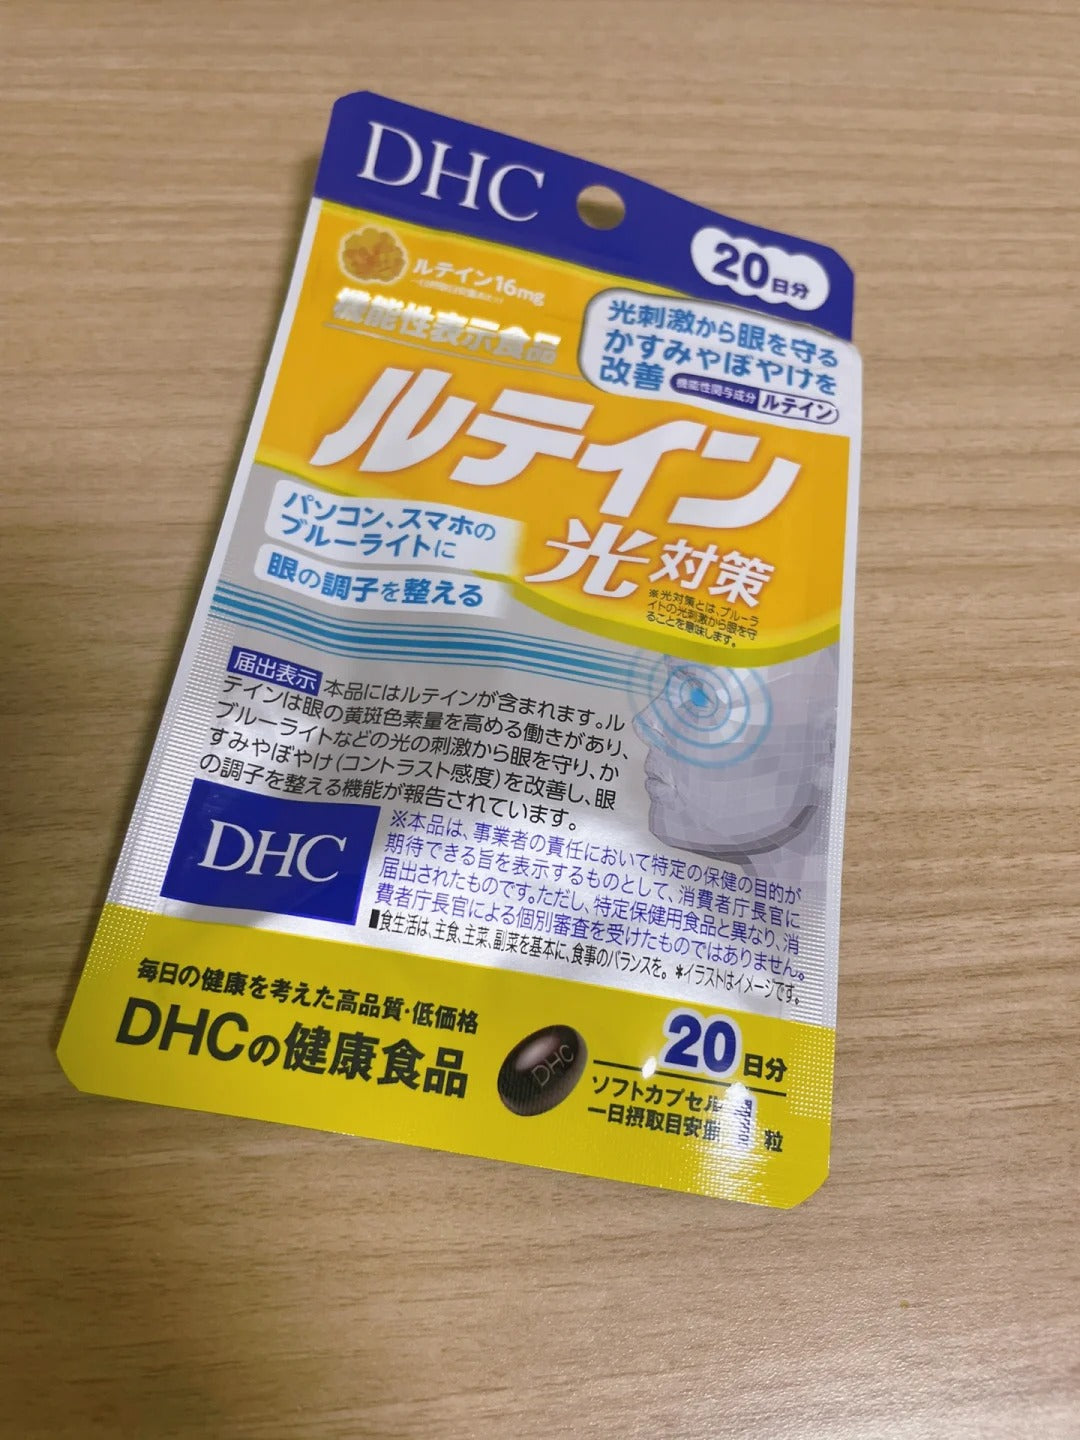 DHC
20日分
ルテイン16mg
機能性表示食品
光刺激から眼を守る
かすみやぼやけを
改善 機能性関与成分 ルテイン
ルテイン
光対策
※光対策とは、ブルーラ
イトの光刺激から眼を守
ることを意味します。
パソコン、スマホの
ブルーライトに
眼の調子を整える
届出表示 本品にはルテインが含まれます。ル
テインは眼の黄斑色素量を高める働きがあり、
ブルーライトなどの光の刺激から眼を守り、か
すみやぼやけ(コントラスト感度)を改善し、眼
の調子を整える機能が報告されています。
DHC
※本品は、事業者の責任において特定の保健の目的が
期待できる旨を表示するものとして、消費者庁長官に
届出されたものです。ただし、特定保健用食品と異なり、消
費者庁長官による個別審査を受けたものではありません。
■食生活は、主食、主菜、副菜を基本に、食事のバランスを。 *イラストはイメージです。
毎日の健康を考えた高品質・低価格
DHCの健康食品
DHC
20日分
ソフトカプセル
一日摂取目安量 粒